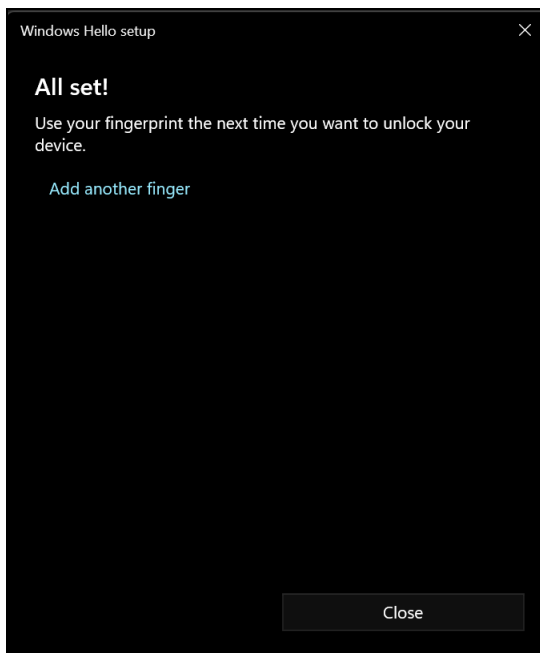 Windows Hello setup
All set!
Use your fingerprint the next time you want to unlock your
device.
Add another finger
Close